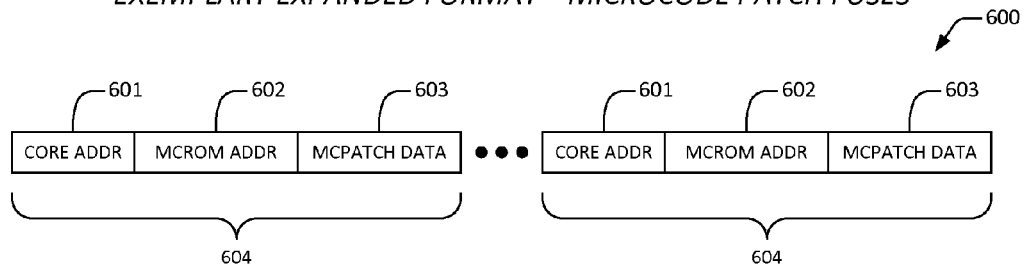 EXEMPLARY EXPANDED FORMAT – MICROCODE PATCH FUSES
600
601 602 603 601 602 603
CORE ADDR MCROM ADDR MCPATCH DATA CORE ADDR MCROM ADDR MCPATCH DATA
604 604